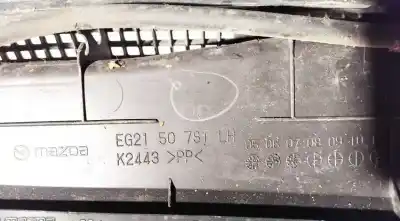 mazda
EG21 50 7S1 LH
K2443 >PP<
05 06 07 08 09 10